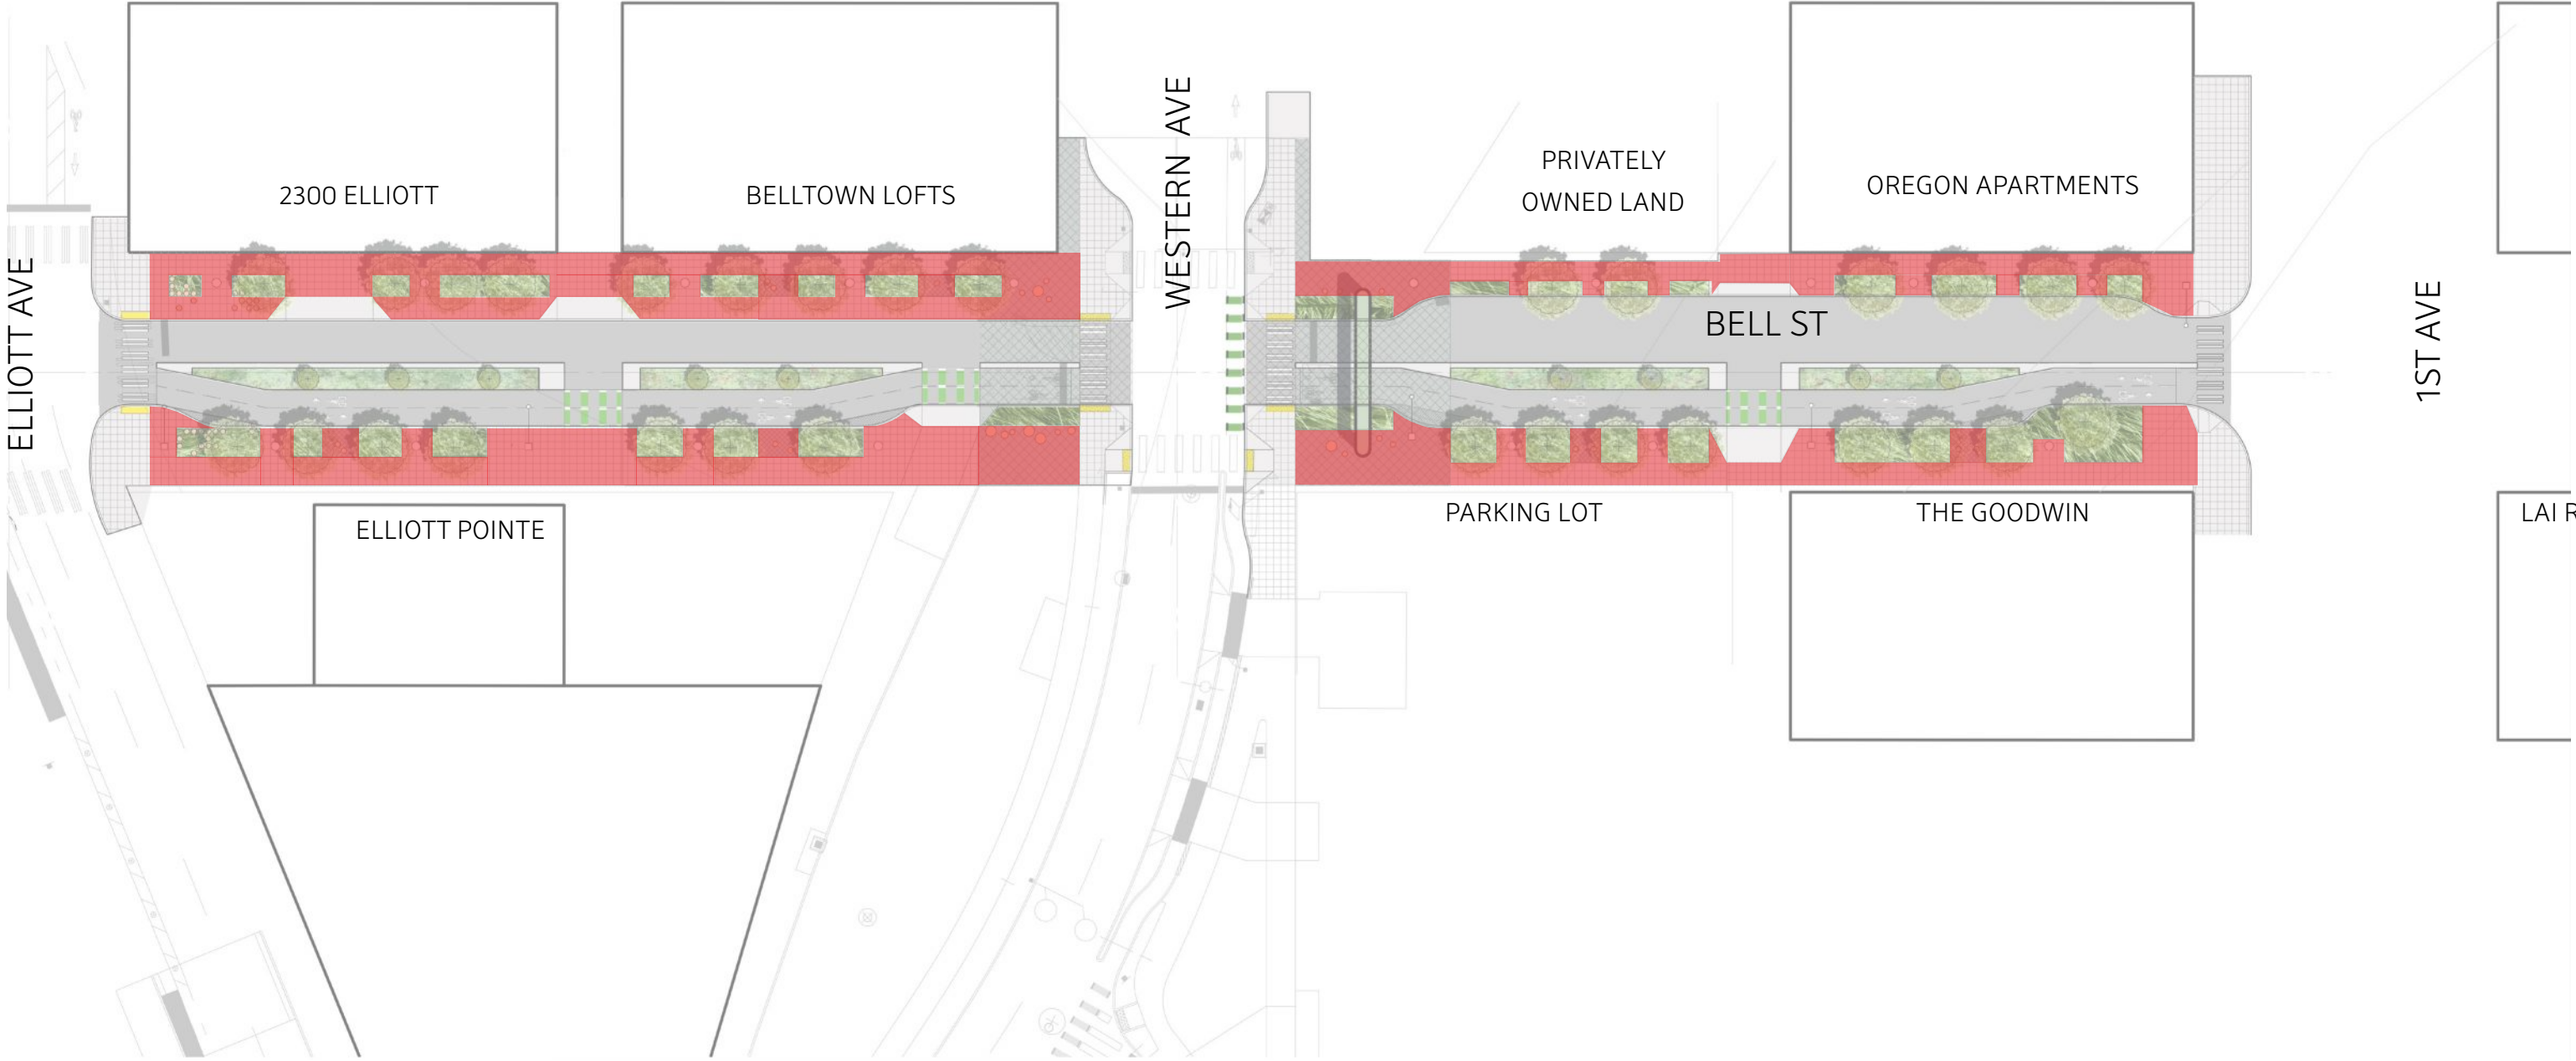 ELLIOTT AVE
2300 ELLIOTT
BELLTOWN LOFTS
WESTERN AVE
PRIVATELY
OWNED LAND
OREGON APARTMENTS
BELL ST
1ST AVE
ELLIOTT POINTE
PARKING LOT
THE GOODWIN
LAI R